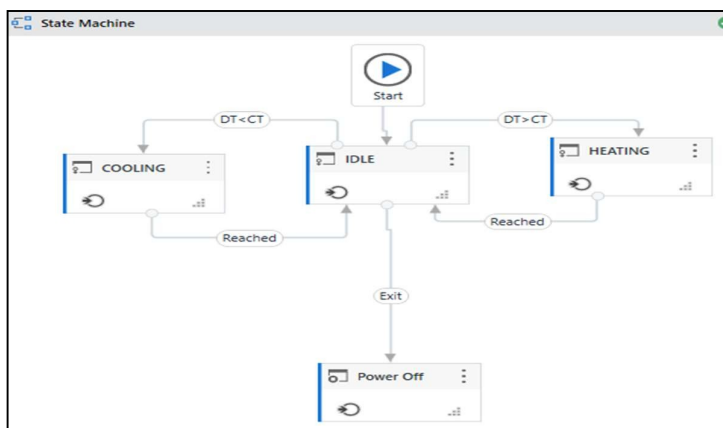 State Machine
Start
DT<CT
DT>CT
COOLING
IDLE
HEATING
Reached
Reached
Exit
Power Off